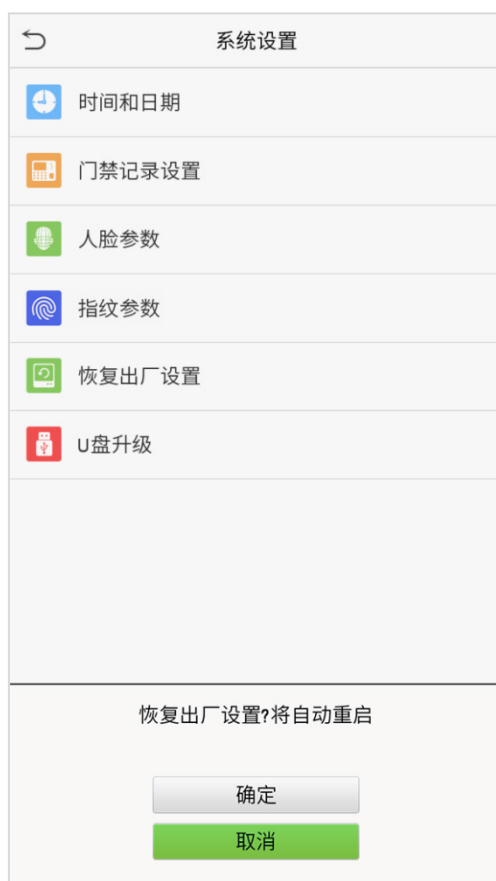 系统设置
时间和日期
门禁记录设置
人脸参数
指纹参数
恢复出厂设置
U盘升级
恢复出厂设置?将自动重启
确定
取消